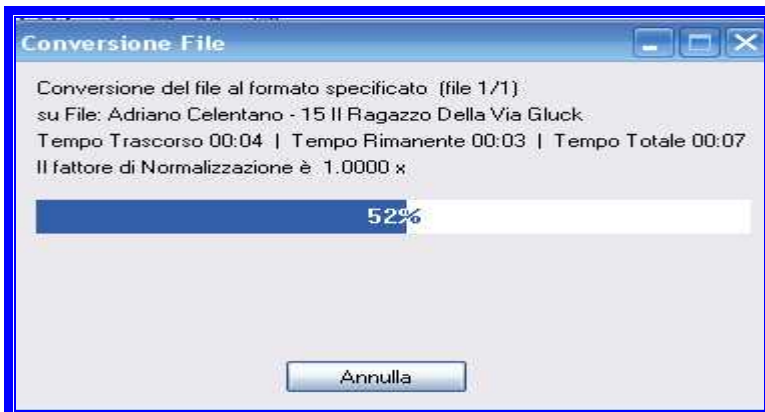 Conversione File
Conversione del file al formato specificato (file 1/1)
su File: Adriano Celentano - 15 Il Ragazzo Della Via Gluck
Tempo Trascorso 00:04 | Tempo Rimanente 00:03 | Tempo Totale 00:07
Il fattore di Normalizzazione è 1.0000 x
52%
Annulla